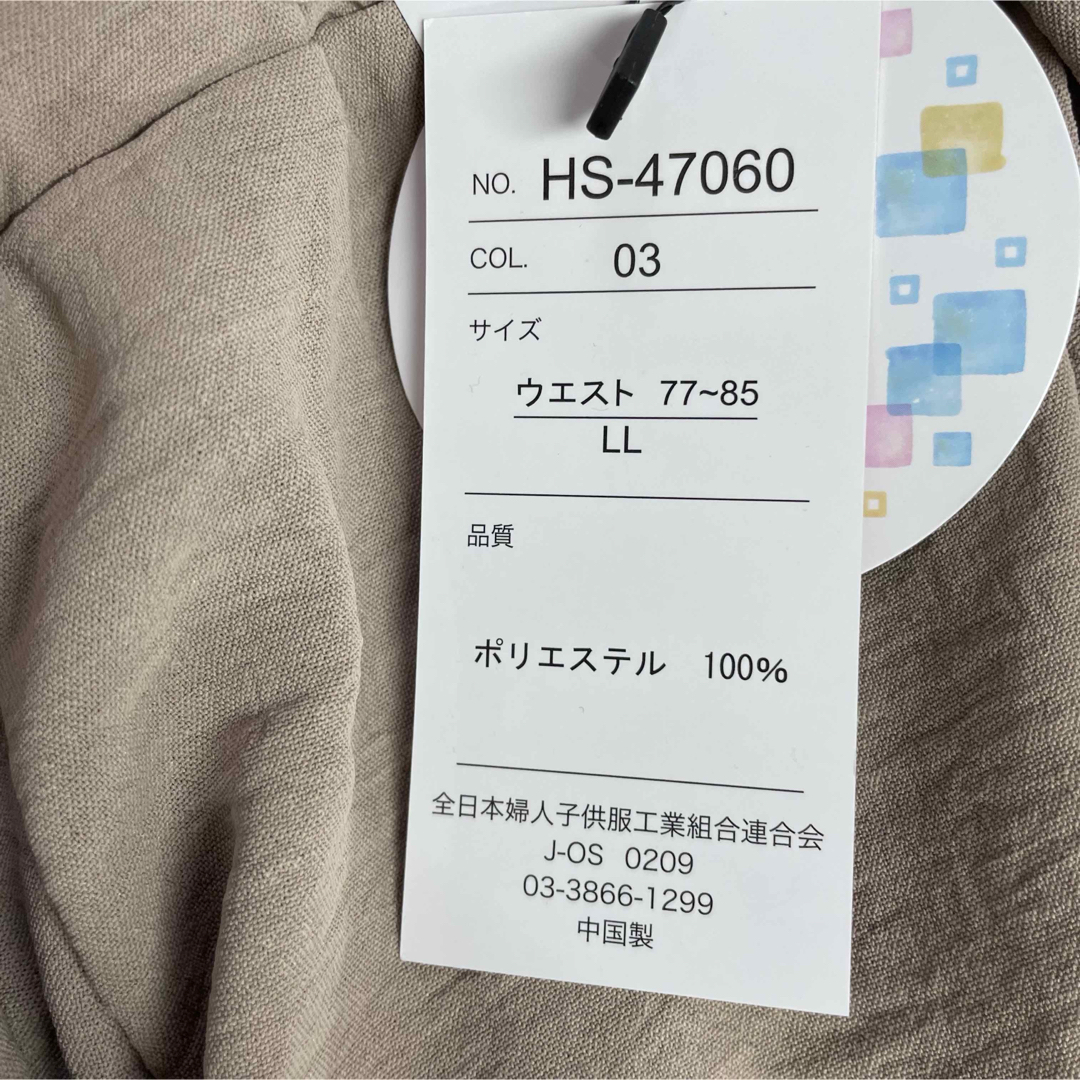 NO. HS-47060
COL. 03
サイズ
ウエスト 77~85
LL
品質
ポリエステル 100%
全日本婦人子供服工業組合連合会
J-OS 0209
03-3866-1299
中国製